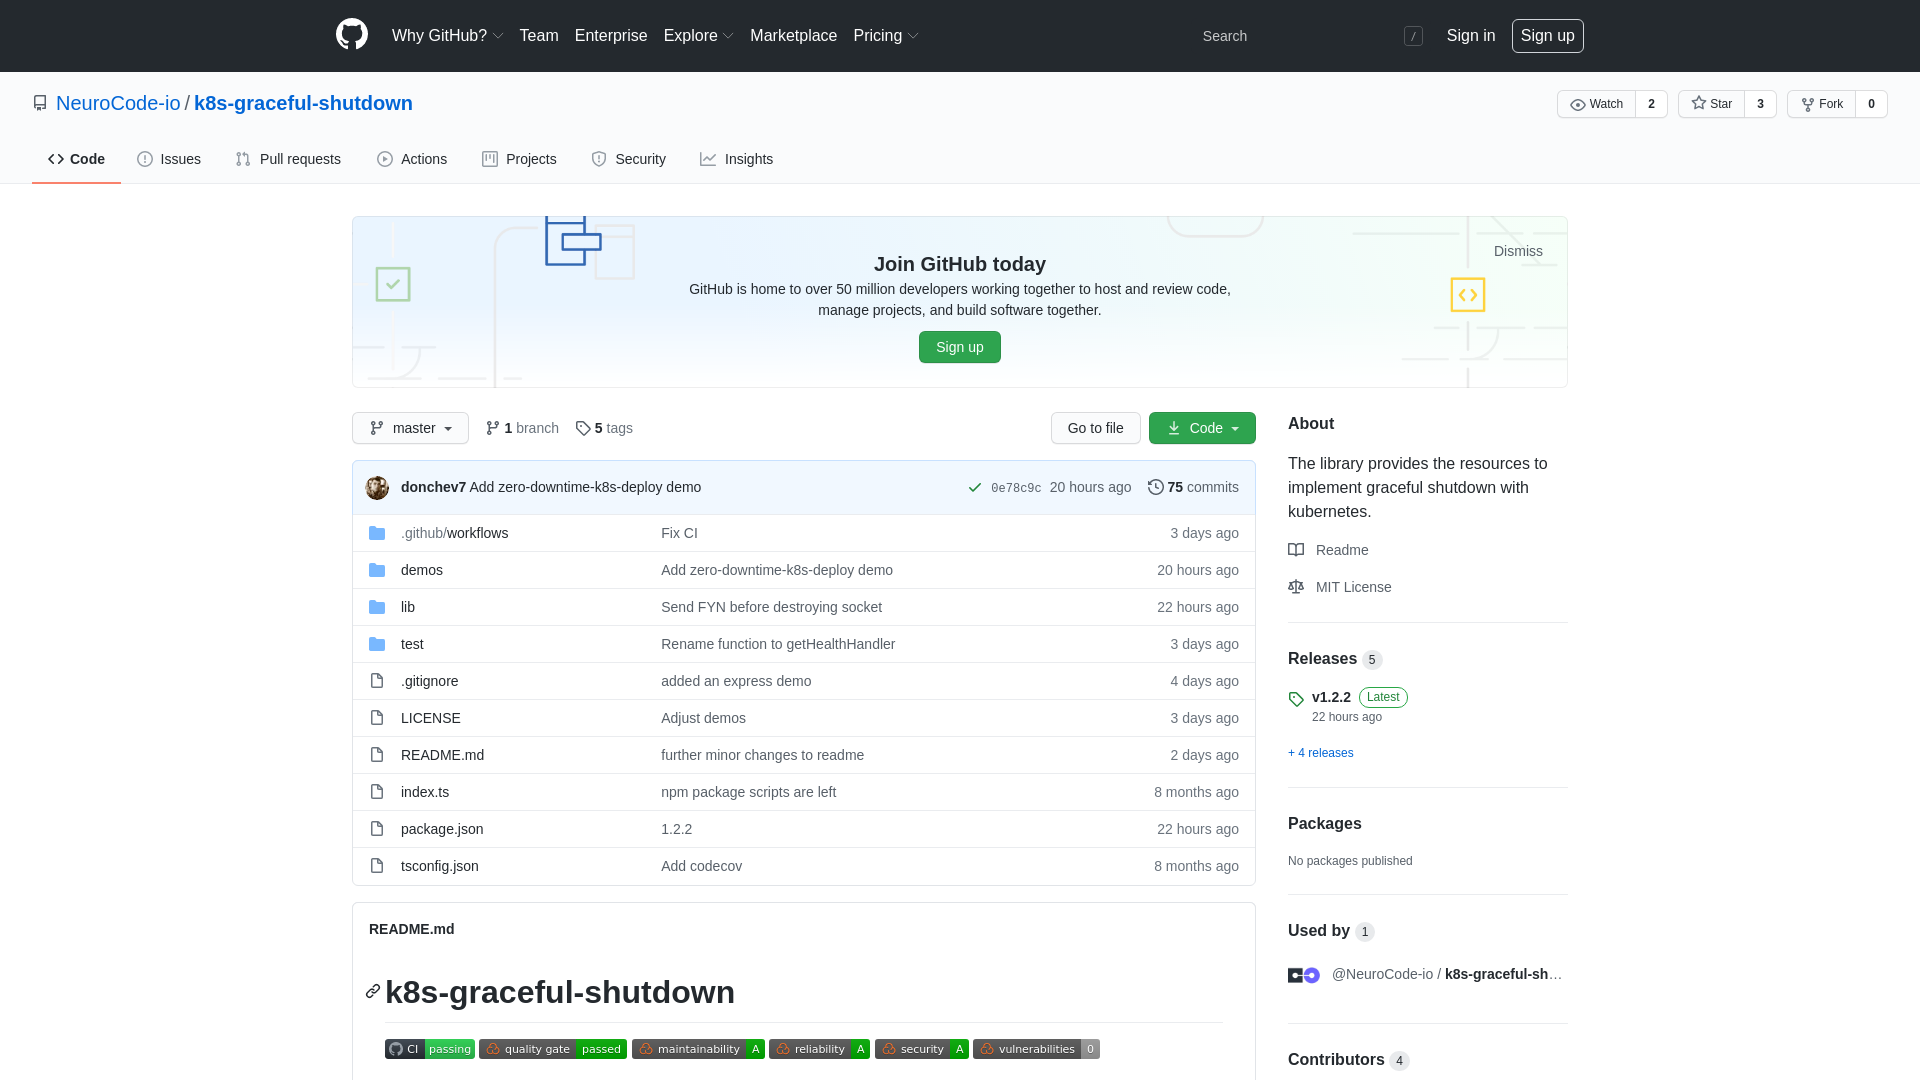 Why GitHub? Team Enterprise Explore Marketplace Pricing Search / Sign in Sign up
NeuroCode-io / k8s-graceful-shutdown Watch 2 Star 3 Fork 0
Code Issues Pull requests Actions Projects Security Insights
Dismiss
Join GitHub today
GitHub is home to over 50 million developers working together to host and review code,
manage projects, and build software together.
Sign up
master 1 branch 5 tags Go to file Code
donchev7 Add zero-downtime-k8s-deploy demo 0e78c9c 20 hours ago 75 commits
.github/workflows Fix CI 3 days ago
demos Add zero-downtime-k8s-deploy demo 20 hours ago
lib Send FYN before destroying socket 22 hours ago
test Rename function to getHealthHandler 3 days ago
.gitignore added an express demo 4 days ago
LICENSE Adjust demos 3 days ago
README.md further minor changes to readme 2 days ago
index.ts npm package scripts are left 8 months ago
package.json 1.2.2 22 hours ago
tsconfig.json Add codecov 8 months ago
README.md
k8s-graceful-shutdown
CI passing quality gate passed maintainability A reliability A security A vulnerabilities 0
About
The library provides the resources to
implement graceful shutdown with
kubernetes.
Readme
MIT License
Releases 5
v1.2.2 Latest
22 hours ago
+ 4 releases
Packages
No packages published
Used by 1
@NeuroCode-io / k8s-graceful-sh…
Contributors 4